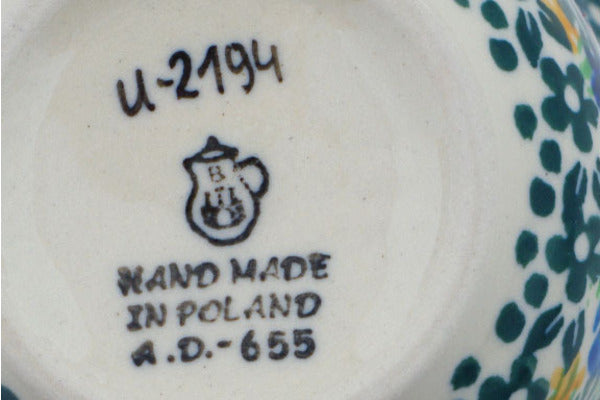 U-2194
HAND MADE
IN POLAND
A.D.-655